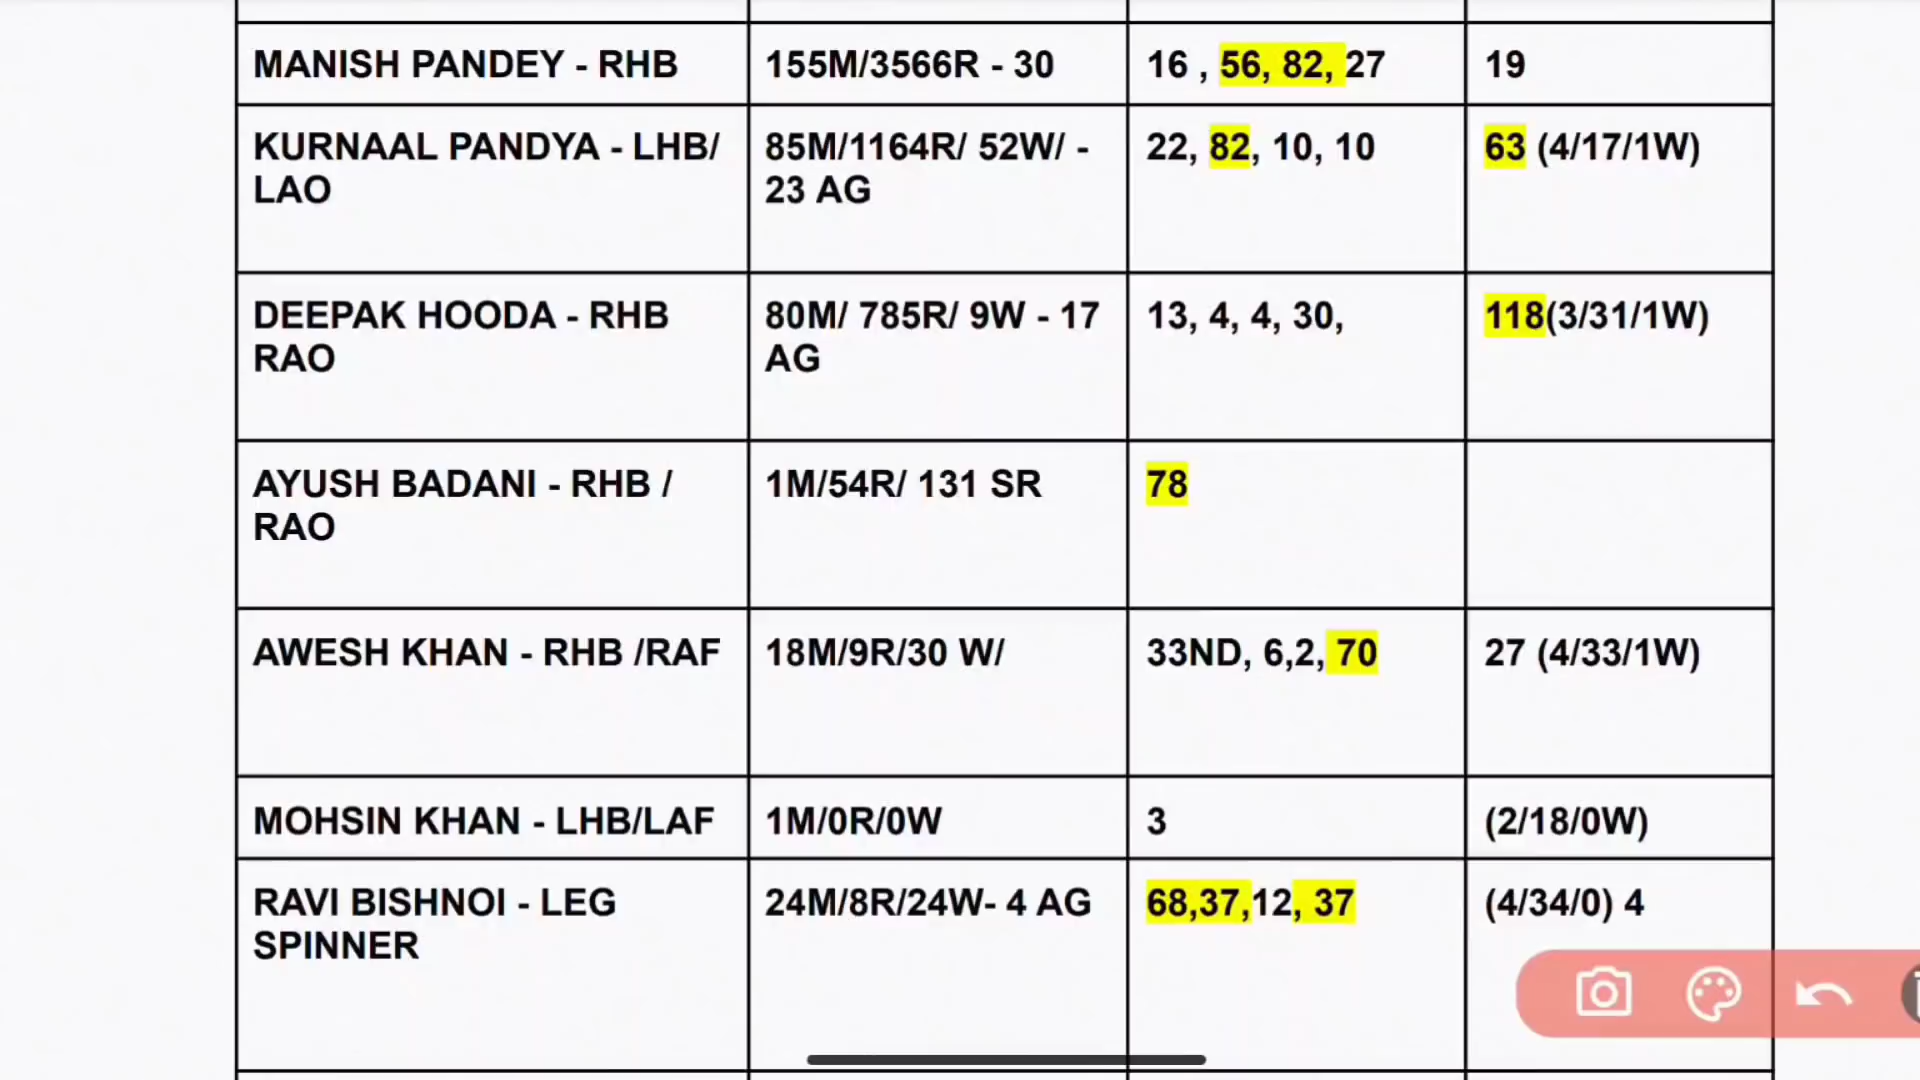 MANISH PANDEY - RHB 155M/3566R - 30 16 , 56, 82, 27 19
KURNAAL PANDYA - LHB/ 85M/1164R/ 52W/ - 22, 82, 10, 10 63 (4/17/1W)
LAO 23 AG
DEEPAK HOODA - RHB 80M/ 785R/ 9W - 17 13, 4, 4, 30, 118(3/31/1W)
RAO AG
AYUSH BADANI - RHB / 1M/54R/ 131 SR 78
RAO
AWESH KHAN - RHB /RAF 18M/9R/30 W/ 33ND, 6,2, 70 27 (4/33/1W)
MOHSIN KHAN - LHB/LAF 1M/0R/0W 3 (2/18/0W)
RAVI BISHNOI - LEG 24M/8R/24W- 4 AG 68,37,12, 37 (4/34/0) 4
SPINNER